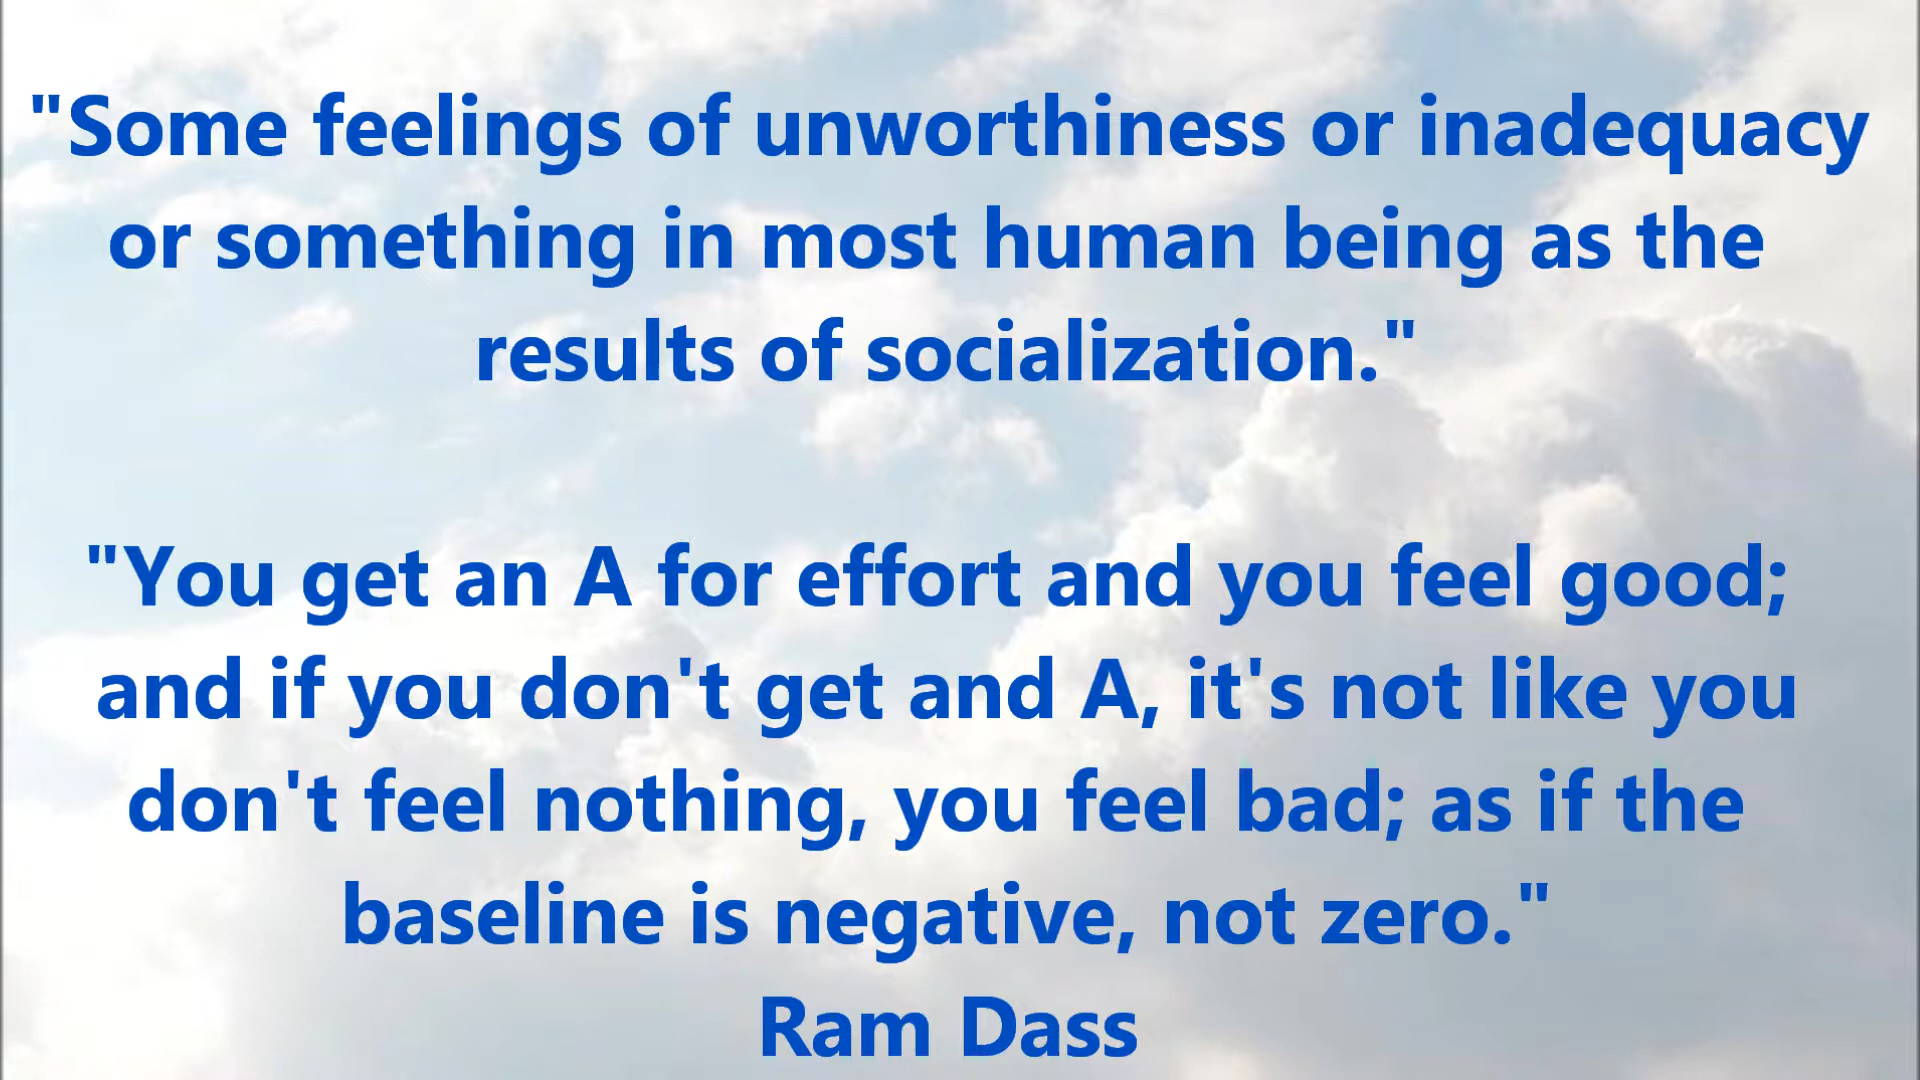 "Some feelings of unworthiness or inadequacy
or something in most human being as the
results of socialization."
"You get an A for effort and you feel good;
and if you don't get and A, it's not like you
don't feel nothing, you feel bad; as if the
baseline is negative, not zero."
Ram Dass